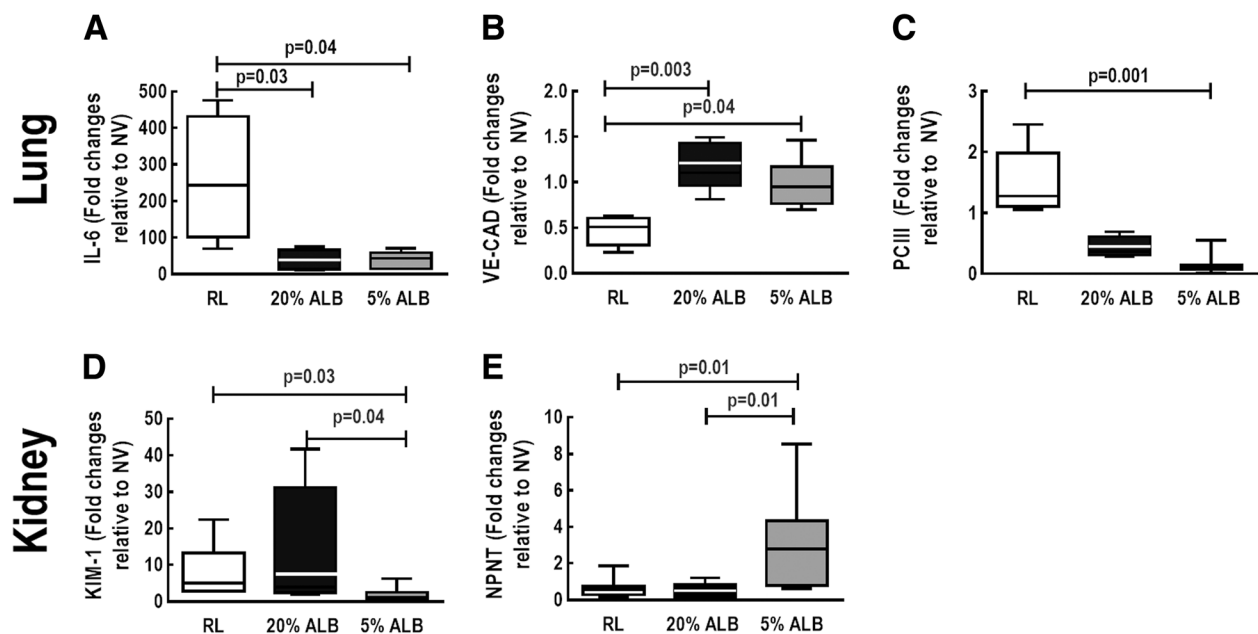 Lung
A
p=0.04
p=0.03
IL-6 (Fold changes
relative to NV)
500
400
300
200
100
0
RL 20% ALB 5% ALB
B
p=0.003
p=0.04
VE-CAD (Fold changes
relative to NV)
2.0
1.5
1.0
0.5
0.0
RL 20% ALB 5% ALB
C
p=0.001
PCIII (Fold changes
relative to NV)
3
2
1
0
RL 20% ALB 5% ALB
Kidney
D
p=0.03
p=0.04
KIM-1 (Fold changes
relative to NV)
50
40
30
20
10
0
RL 20% ALB 5% ALB
E
p=0.01
p=0.01
NPNT (Fold changes
relative to NV)
10
8
6
4
2
0
RL 20% ALB 5% ALB